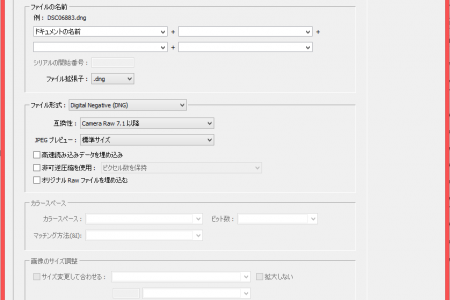 ファイルの名前
例： DSC06883.dng
ドキュメントの名前 + +
+
シリアルの開始番号：
ファイル拡張子： .dng
ファイル形式： Digital Negative (DNG)
互換性： Camera Raw 7.1 以降
JPEG プレビュー： 標準サイズ
高速読み込みデータを埋め込み
非可逆圧縮を使用： ピクセル数を保持
オリジナル Raw ファイルを埋め込む
カラースペース
カラースペース： ビット数：
マッチング方法(&I):
画像のサイズ調整
サイズ変更して合わせる： 拡大しない